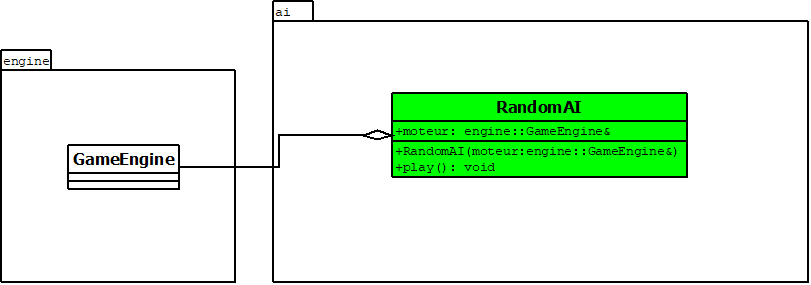 ai
engine
RandomAI
+moteur: engine::GameEngine&
+RandomAI(moteur:engine::GameEngine&)
+play(): void
GameEngine